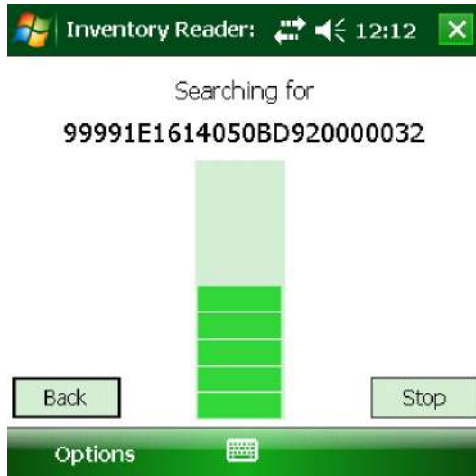 Inventory Reader: 12:12
Searching for
99991E1614050BD920000032
Back
Stop
Options